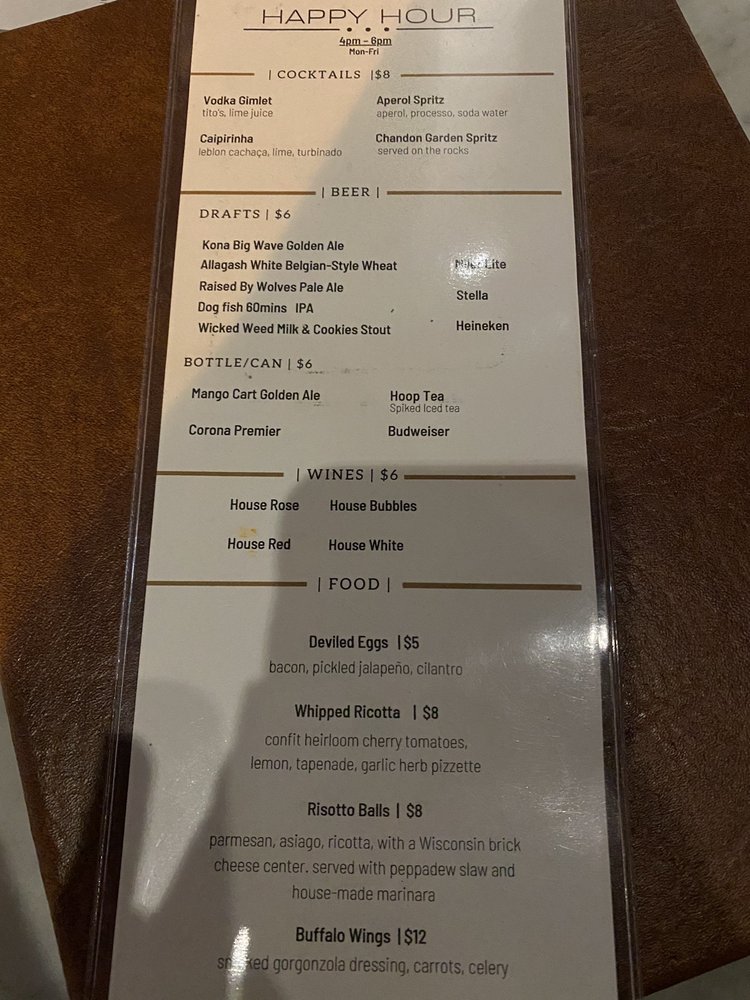 HAPPY HOUR
4pm - 6pm
Mon-Fri
| COCKTAILS |$8
Vodka Gimlet
tito's, lime juice
Aperol Spritz
aperol, processo, soda water
Caipirinha
leblon cachaça, lime, turbinado
Chandon Garden Spritz
served on the rocks
| BEER |
DRAFTS | $6
Kona Big Wave Golden Ale
Allagash White Belgian-Style Wheat
Raised By Wolves Pale Ale
Dog fish 60mins IPA
Wicked Weed Milk & Cookies Stout
Lite
Stella
Heineken
BOTTLE/CAN | $6
Mango Cart Golden Ale
Hoop Tea
Spiked Iced tea
Corona Premier
Budweiser
| WINES | $6
House Rose
House Bubbles
House Red
House White
| FOOD |
Deviled Eggs | $5
bacon, pickled jalapeño, cilantro
Whipped Ricotta | $8
confit heirloom cherry tomatoes,
lemon, tapenade, garlic herb pizzette
Risotto Balls | $8
parmesan, asiago, ricotta, with a Wisconsin brick
cheese center. served with peppadew slaw and
house-made marinara
Buffalo Wings | $12
gorgonzola dressing, carrots, celery